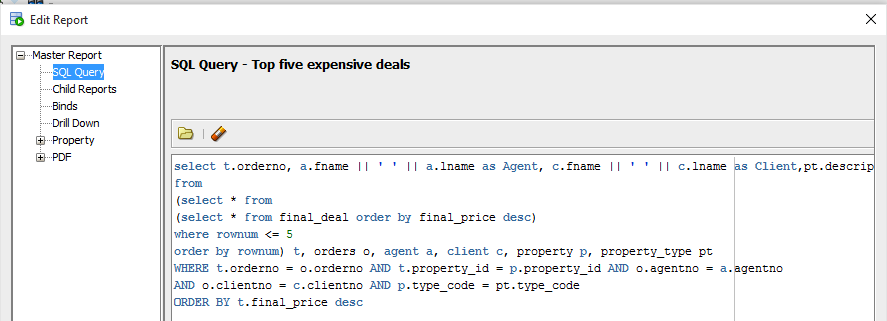 Edit Report
Master Report
SQL Query
Child Reports
Binds
Drill Down
Property
PDF
SQL Query - Top five expensive deals
select t.orderno, a.fname || ' ' || a.lname as Agent, c.fname || ' ' || c.lname as Client,pt.descrip
from
(select * from
(select * from final_deal order by final_price desc)
where rownum <= 5
order by rownum) t, orders o, agent a, client c, property p, property_type pt
WHERE t.orderno = o.orderno AND t.property_id = p.property_id AND o.agentno = a.agentno
AND o.clientno = c.clientno AND p.type_code = pt.type_code
ORDER BY t.final_price desc